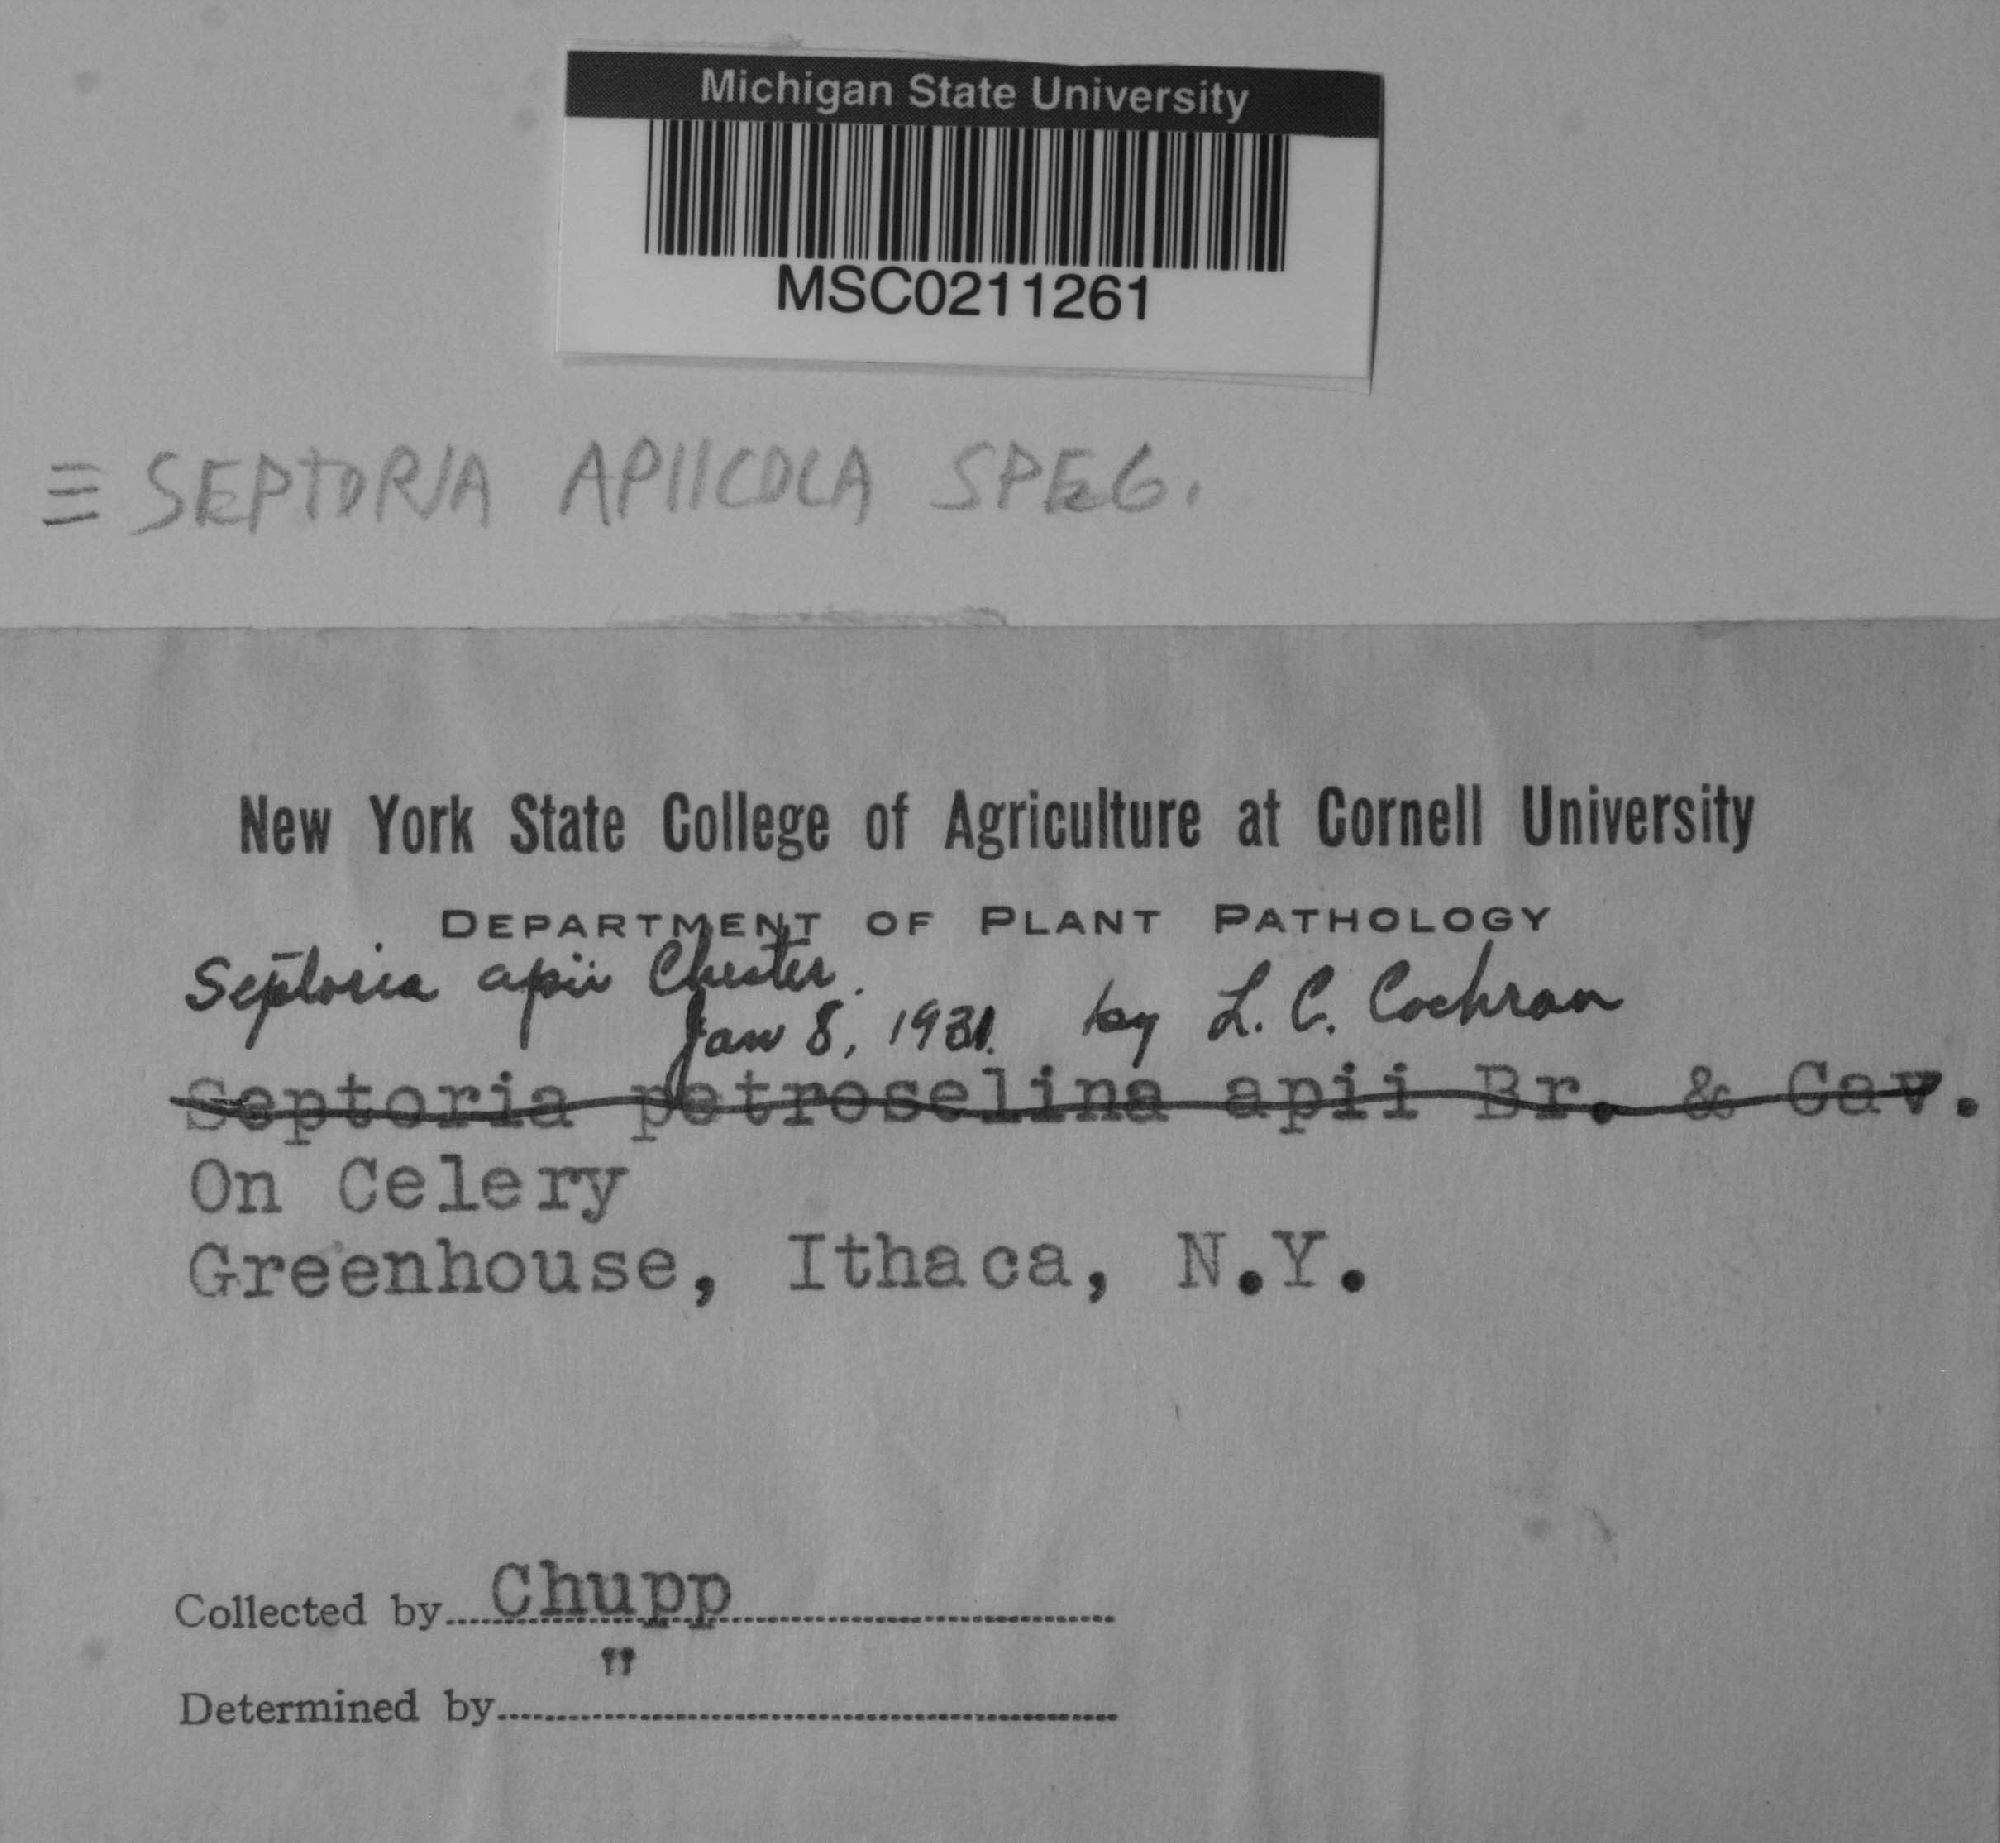 Michigan State University
MSC0211261
≡ SEPTORIA APIICOLA SPEG.
New York State College of Agriculture at Cornell University
DEPARTMENT OF PLANT PATHOLOGY
Septoria apii Chester.
Jan 8, 1931. by L. C. Cochran
Septoria petroselina apii Br. & Cav.
On Celery
Greenhouse, Ithaca, N.Y.
Collected by Chupp
Determined by "